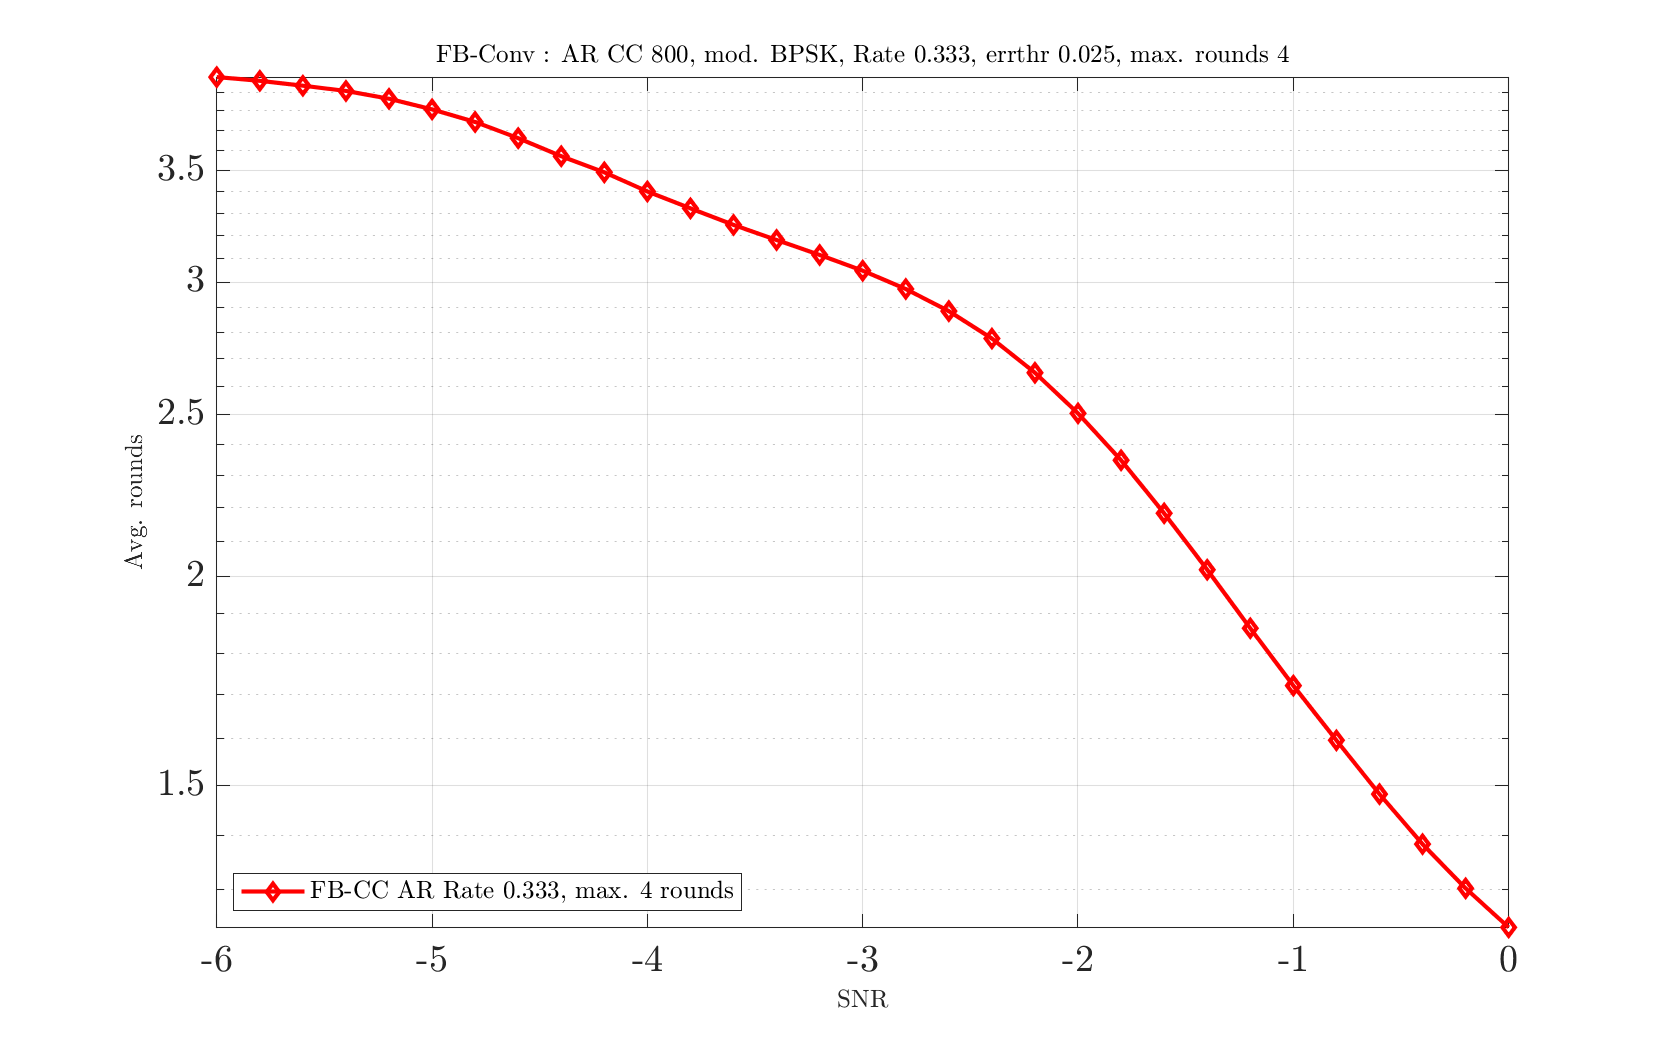 FB-Conv : AR CC 800, mod. BPSK, Rate 0.333, errthr 0.025, max. rounds 4
3.5
3
2.5
2
1.5
Avg. rounds
FB-CC AR Rate 0.333, max. 4 rounds
-6 -5 -4 -3 -2 -1 0
SNR